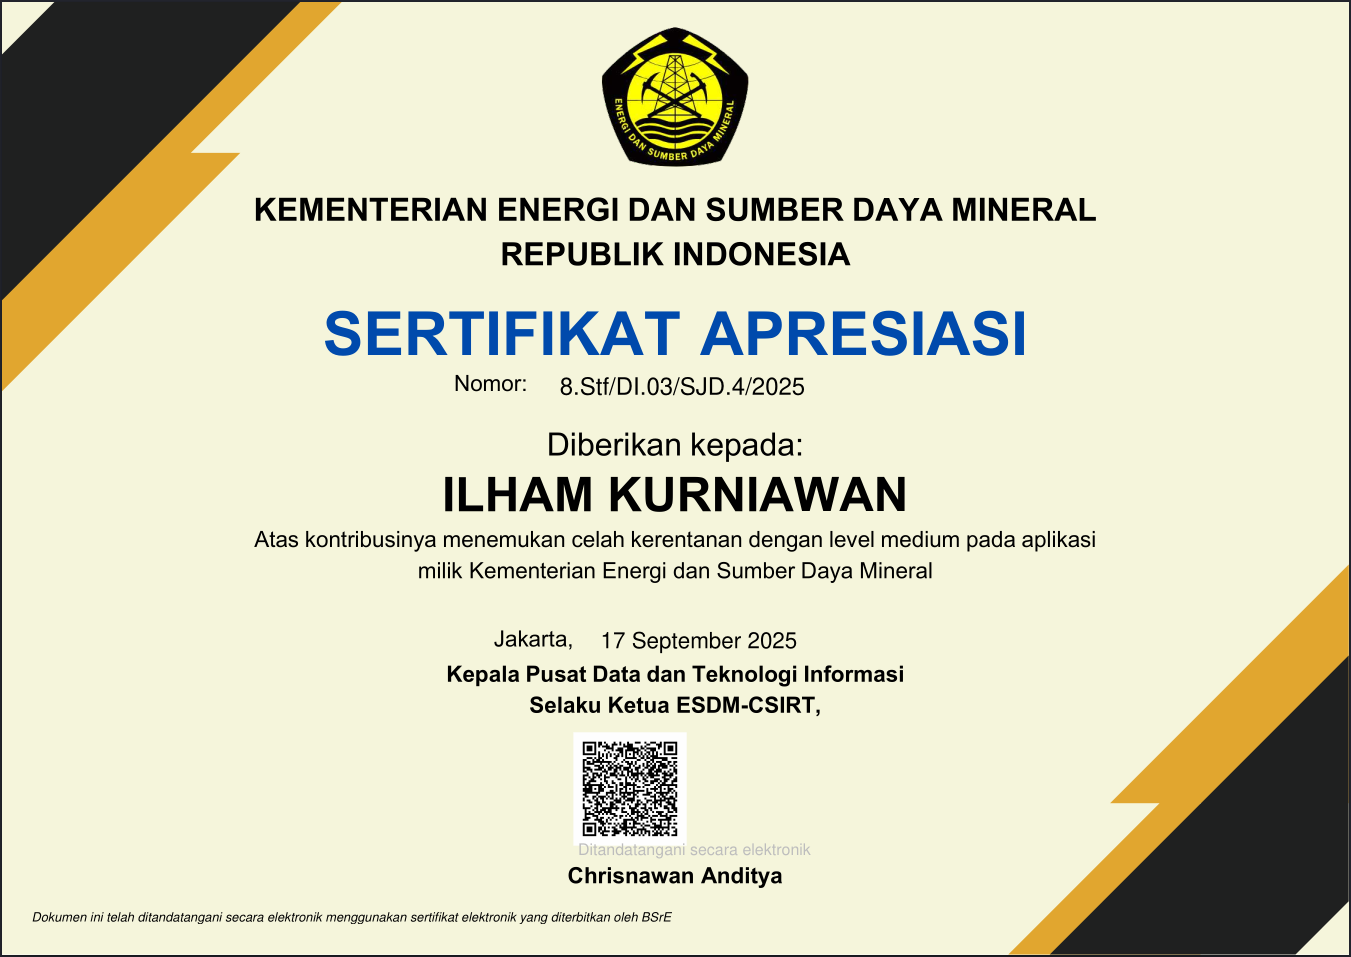 ENERGI DAN SUMBER DAYA MINERAL
KEMENTERIAN ENERGI DAN SUMBER DAYA MINERAL
REPUBLIK INDONESIA
SERTIFIKAT APRESIASI
Nomor: 8.Stf/DI.03/SJD.4/2025
Diberikan kepada:
ILHAM KURNIAWAN
Atas kontribusinya menemukan celah kerentanan dengan level medium pada aplikasi
milik Kementerian Energi dan Sumber Daya Mineral
Jakarta, 17 September 2025
Kepala Pusat Data dan Teknologi Informasi
Selaku Ketua ESDM-CSIRT,
Ditandatangani secara elektronik
Chrisnawan Anditya
Dokumen ini telah ditandatangani secara elektronik menggunakan sertifikat elektronik yang diterbitkan oleh BSrE